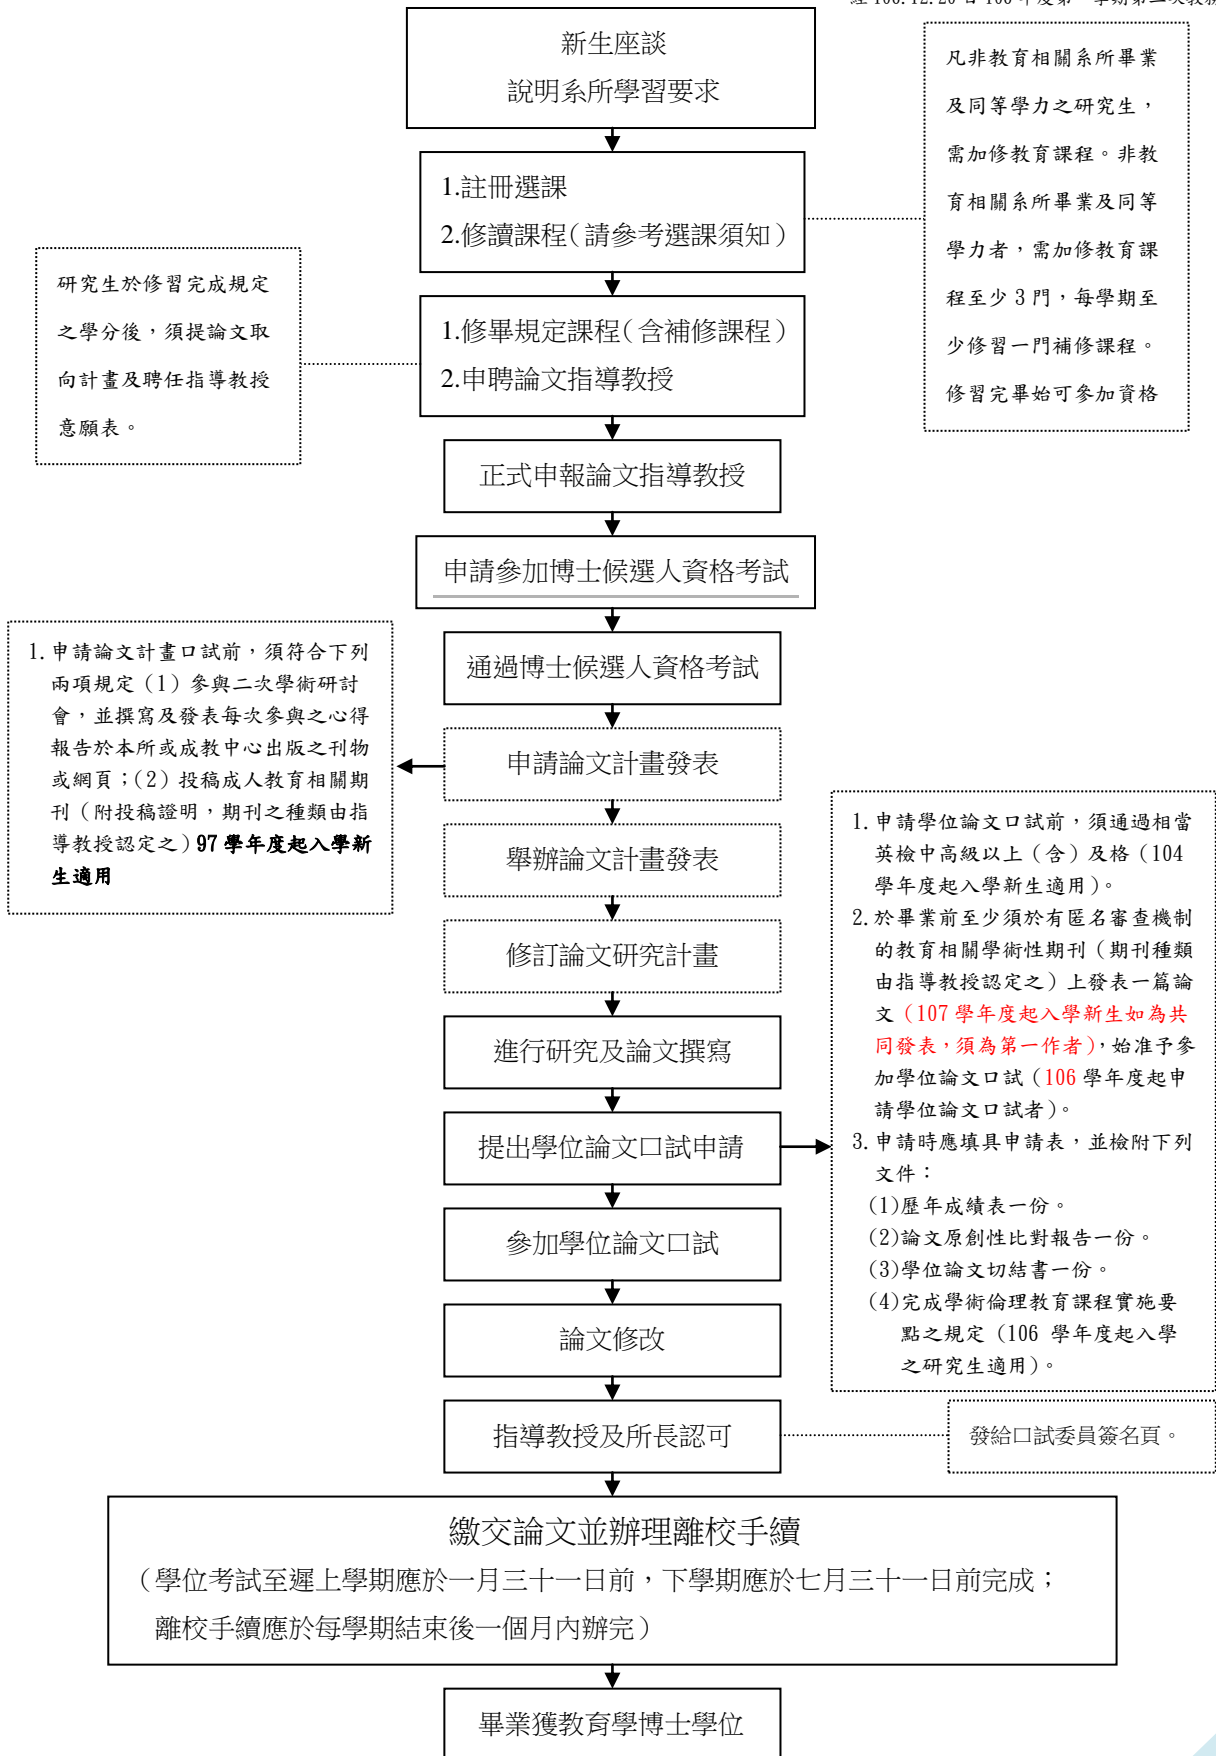 新生座談
說明系所學習要求
凡非教育相關系所畢業
及同等學力之研究生，
需加修教育課程。非教
育相關系所畢業及同等
學力者，需加修教育課
程至少 3 門，每學期至
少修習一門補修課程。
修習完畢始可參加資格
1.註冊選課
2.修讀課程（請參考選課須知）
研究生於修習完成規定
之學分後，須提論文取
向計畫及聘任指導教授
意願表。
1.修畢規定課程（含補修課程）
2.申聘論文指導教授
正式申報論文指導教授
申請參加博士候選人資格考試
通過博士候選人資格考試
1.申請論文計畫口試前，須符合下列
兩項規定（1）參與二次學術研討
會，並撰寫及發表每次參與之心得
報告於本所或成教中心出版之刊物
或網頁；(2) 投稿成人教育相關期
刊（附投稿證明，期刊之種類由指
導教授認定之）97 學年度起入學新
生適用
申請論文計畫發表
舉辦論文計畫發表
修訂論文研究計畫
進行研究及論文撰寫
提出學位論文口試申請
1.申請學位論文口試前，須通過相當
英檢中高級以上（含）及格（104
學年度起入學新生適用）。
2.於畢業前至少須於有匿名審查機制
的教育相關學術性期刊（期刊種類
由指導教授認定之）上發表一篇論
文（107 學年度起入學新生如為共
同發表，須為第一作者），始准予參
加學位論文口試（106 學年度起申
請學位論文口試者）。
3.申請時應填具申請表，並檢附下列
文件：
(1)歷年成績表一份。
(2)論文原創性比對報告一份。
(3)學位論文切結書一份。
(4)完成學術倫理教育課程實施要
點之規定（106 學年度起入學
之研究生適用）。
參加學位論文口試
論文修改
指導教授及所長認可
發給口試委員簽名頁。
繳交論文並辦理離校手續
（學位考試至遲上學期應於一月三十一日前，下學期應於七月三十一日前完成；
離校手續應於每學期結束後一個月內辦完）
畢業獲教育學博士學位